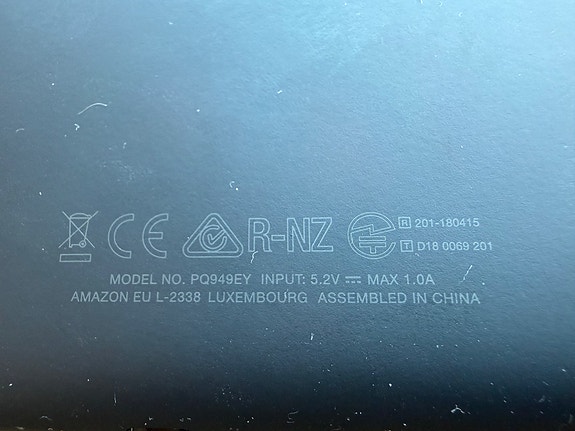 CE R-NZ R 201-180415
T D18 0069 201
MODEL NO. PQ949EY INPUT: 5.2V ⎓ MAX 1.0A
AMAZON EU L-2338 LUXEMBOURG ASSEMBLED IN CHINA